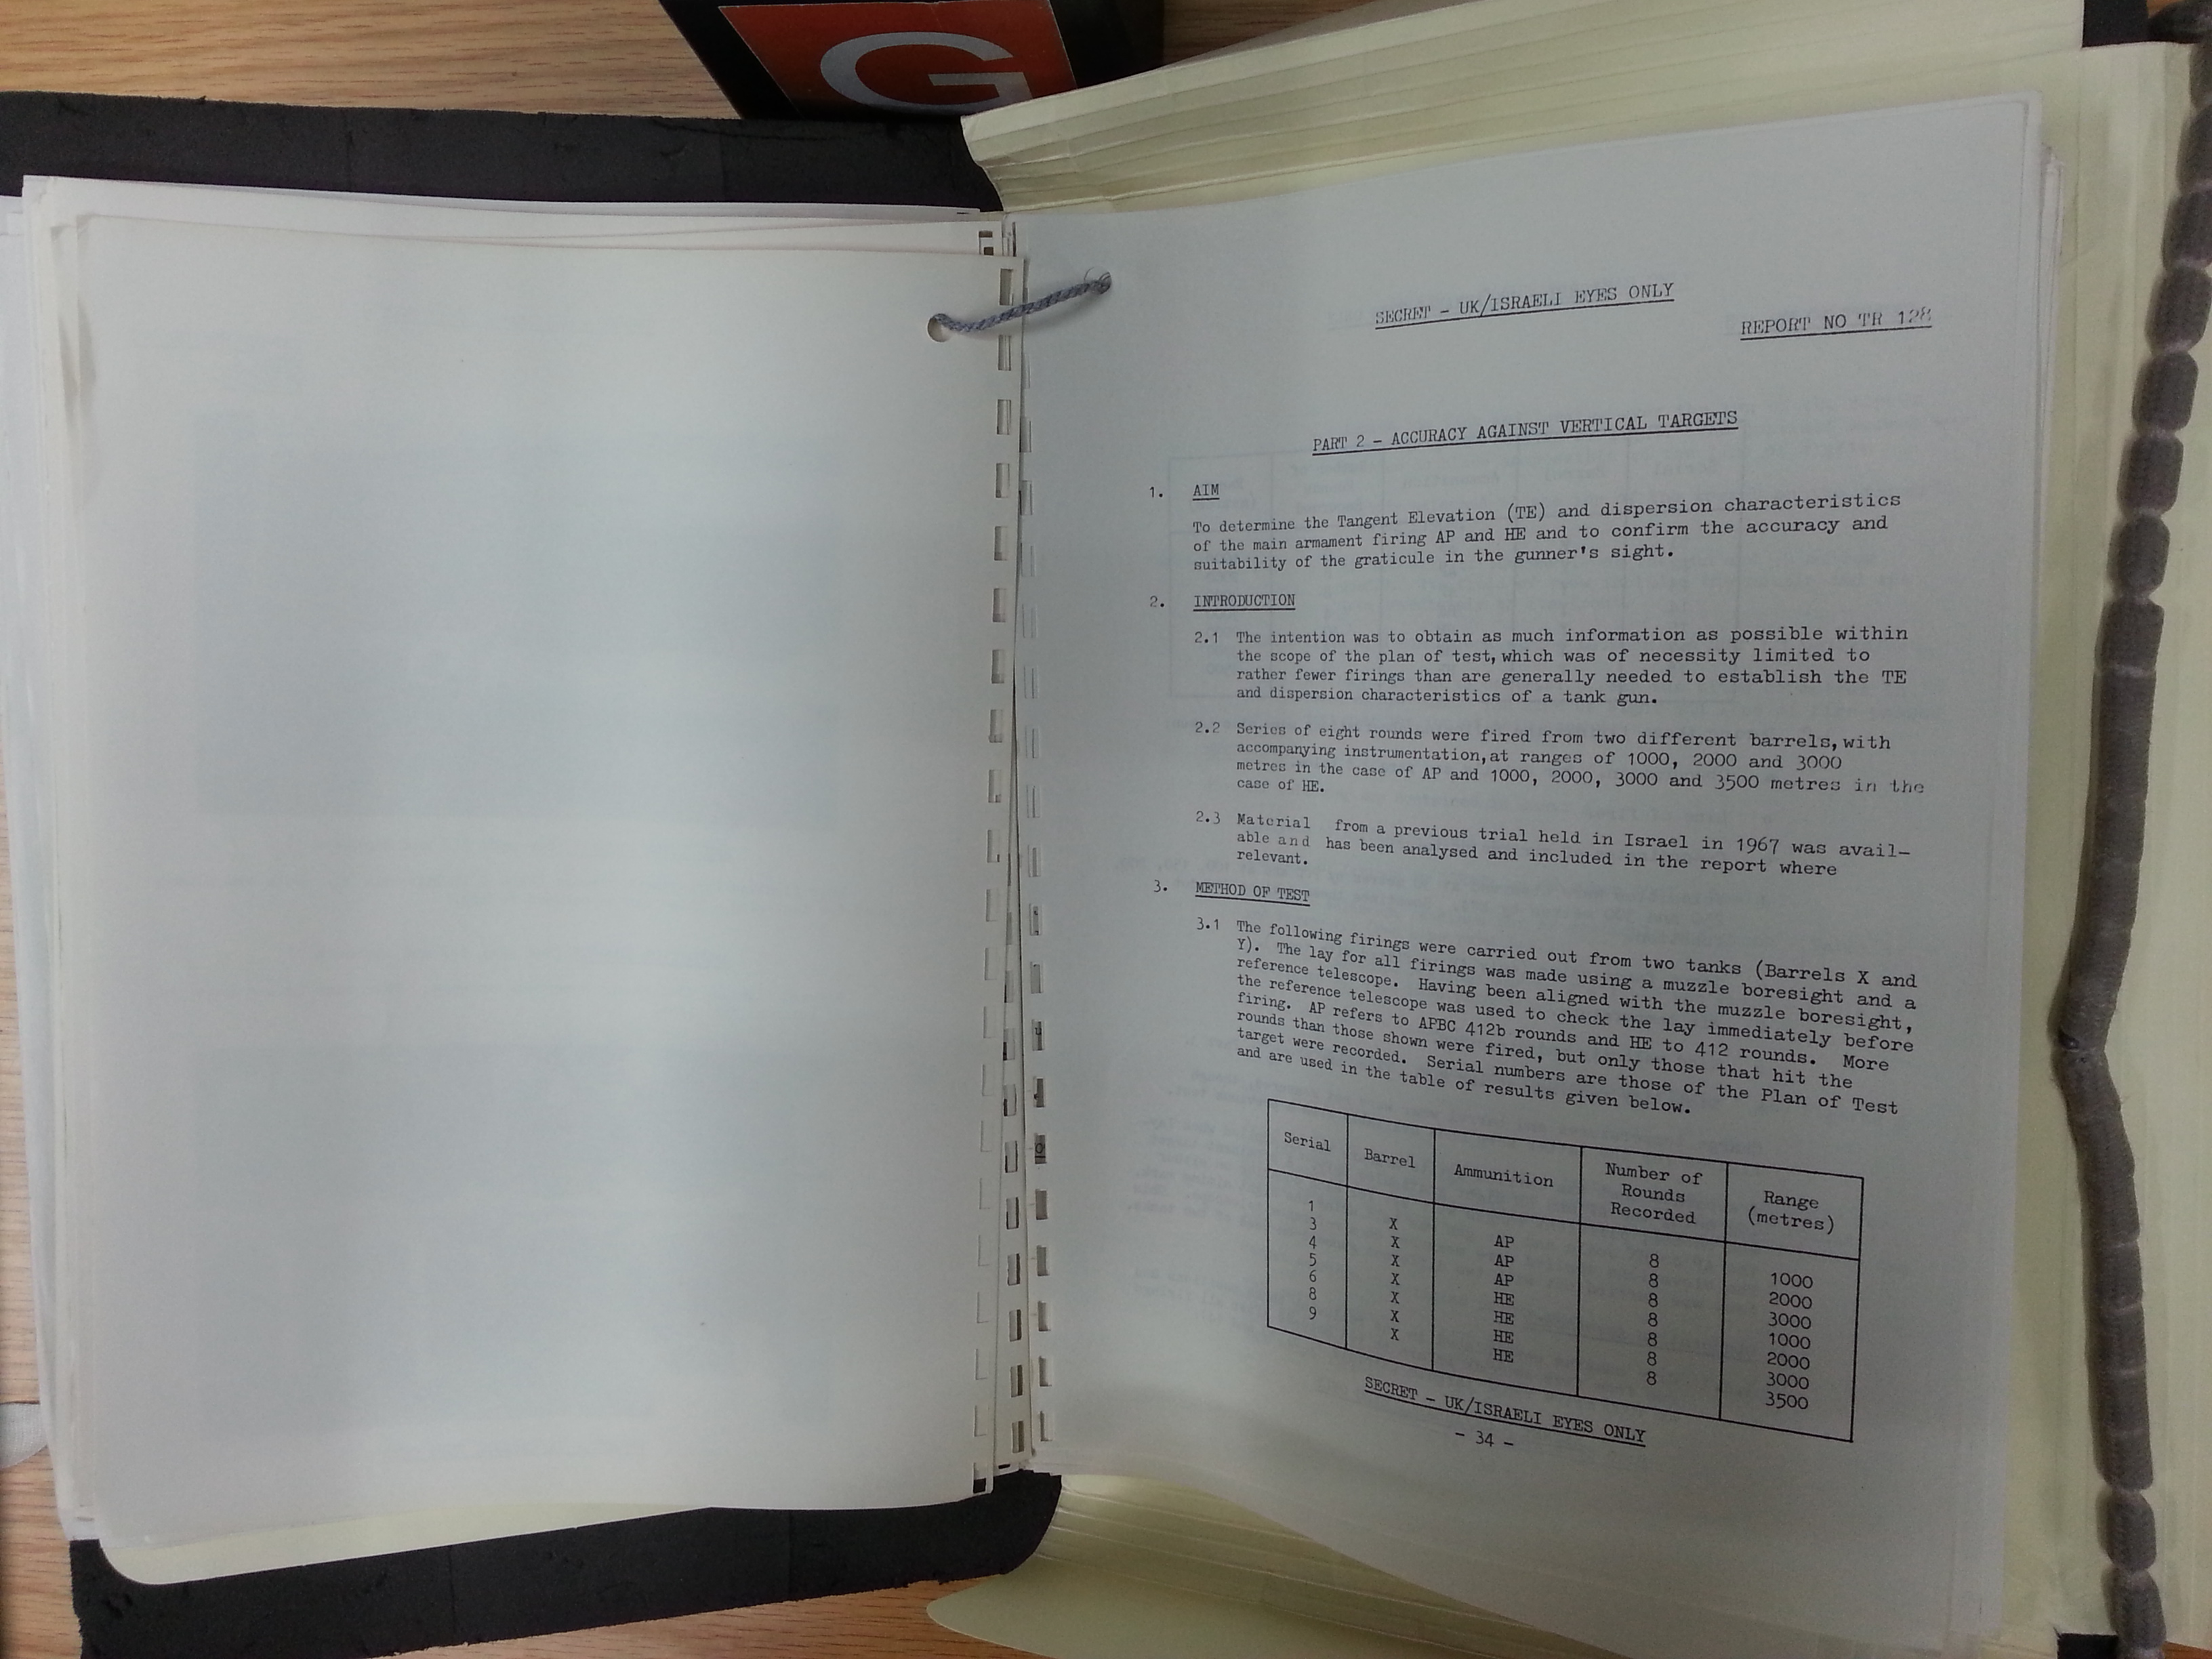 G
SECRET - UK/ISRAELI EYES ONLY
REPORT NO TR 128
PART 2 - ACCURACY AGAINST VERTICAL TARGETS
1. AIM
To determine the Tangent Elevation (TE) and dispersion characteristics
of the main armament firing AP and HE and to confirm the accuracy and
suitability of the graticule in the gunner's sight.
2. INTRODUCTION
2.1 The intention was to obtain as much information as possible within
the scope of the plan of test, which was of necessity limited to
rather fewer firings than are generally needed to establish the TE
and dispersion characteristics of a tank gun.
2.2 Series of eight rounds were fired from two different barrels, with
accompanying instrumentation, at ranges of 1000, 2000 and 3000
metres in the case of AP and 1000, 2000, 3000 and 3500 metres in the
case of HE.
2.3 Material from a previous trial held in Israel in 1967 was avail-
able and has been analysed and included in the report where
relevant.
3. METHOD OF TEST
3.1 The following firings were carried out from two tanks (Barrels X and
Y). The lay for all firings was made using a muzzle boresight and a
reference telescope. Having been aligned with the muzzle boresight,
the reference telescope was used to check the lay immediately before
firing. AP refers to APBC 412b rounds and HE to 412 rounds. More
rounds than those shown were fired, but only those that hit the
target were recorded. Serial numbers are those of the Plan of Test
and are used in the table of results given below.
Serial Barrel Ammunition Number of Rounds Recorded Range (metres)
1 X AP 8 1000
3 X AP 8 2000
4 X AP 8 3000
5 X HE 8 1000
6 X HE 8 2000
8 X HE 8 3000
9 X HE 8 3500
SECRET - UK/ISRAELI EYES ONLY
- 34 -